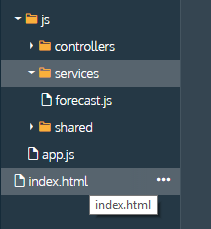 js
controllers
services
forecast.js
shared
app.js
index.html
index.html